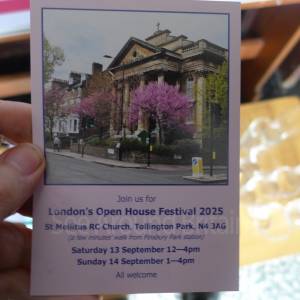 Join us for
London's Open House Festival 2025
St Mellitus RC Church, Tollington Park, N4 3AG
(a few minutes' walk from Finsbury Park station)
Saturday 13 September 12—4pm
Sunday 14 September 1—4pm
All welcome